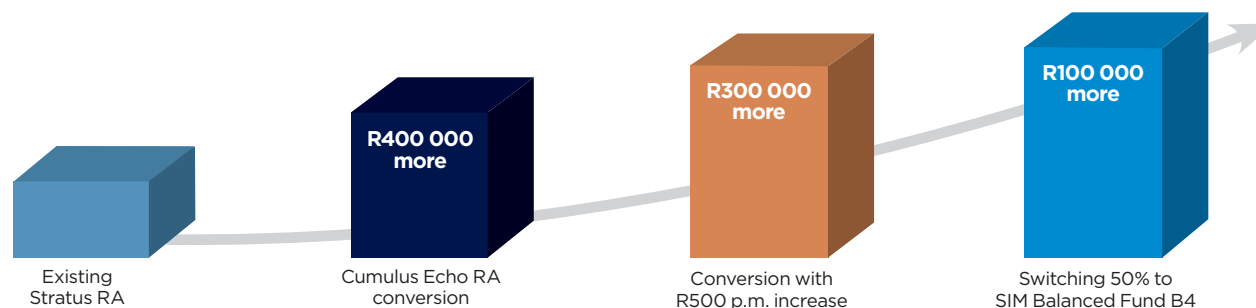 R400 000
more
R300 000
more
R100 000
more
Existing
Stratus RA
Cumulus Echo RA
conversion
Conversion with
R500 p.m. increase
Switching 50% to
SIM Balanced Fund B4